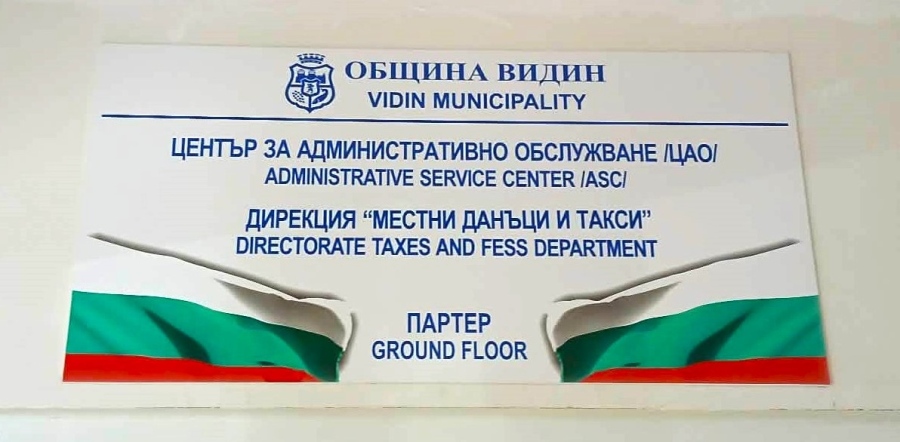 ОБЩИНА ВИДИН
VIDIN MUNICIPALITY
ЦЕНТЪР ЗА АДМИНИСТРАТИВНО ОБСЛУЖВАНЕ /ЦАО/
ADMINISTRATIVE SERVICE CENTER /ASC/
ДИРЕКЦИЯ “МЕСТНИ ДАНЪЦИ И ТАКСИ”
DIRECTORATE TAXES AND FESS DEPARTMENT
ПАРТЕР
GROUND FLOOR